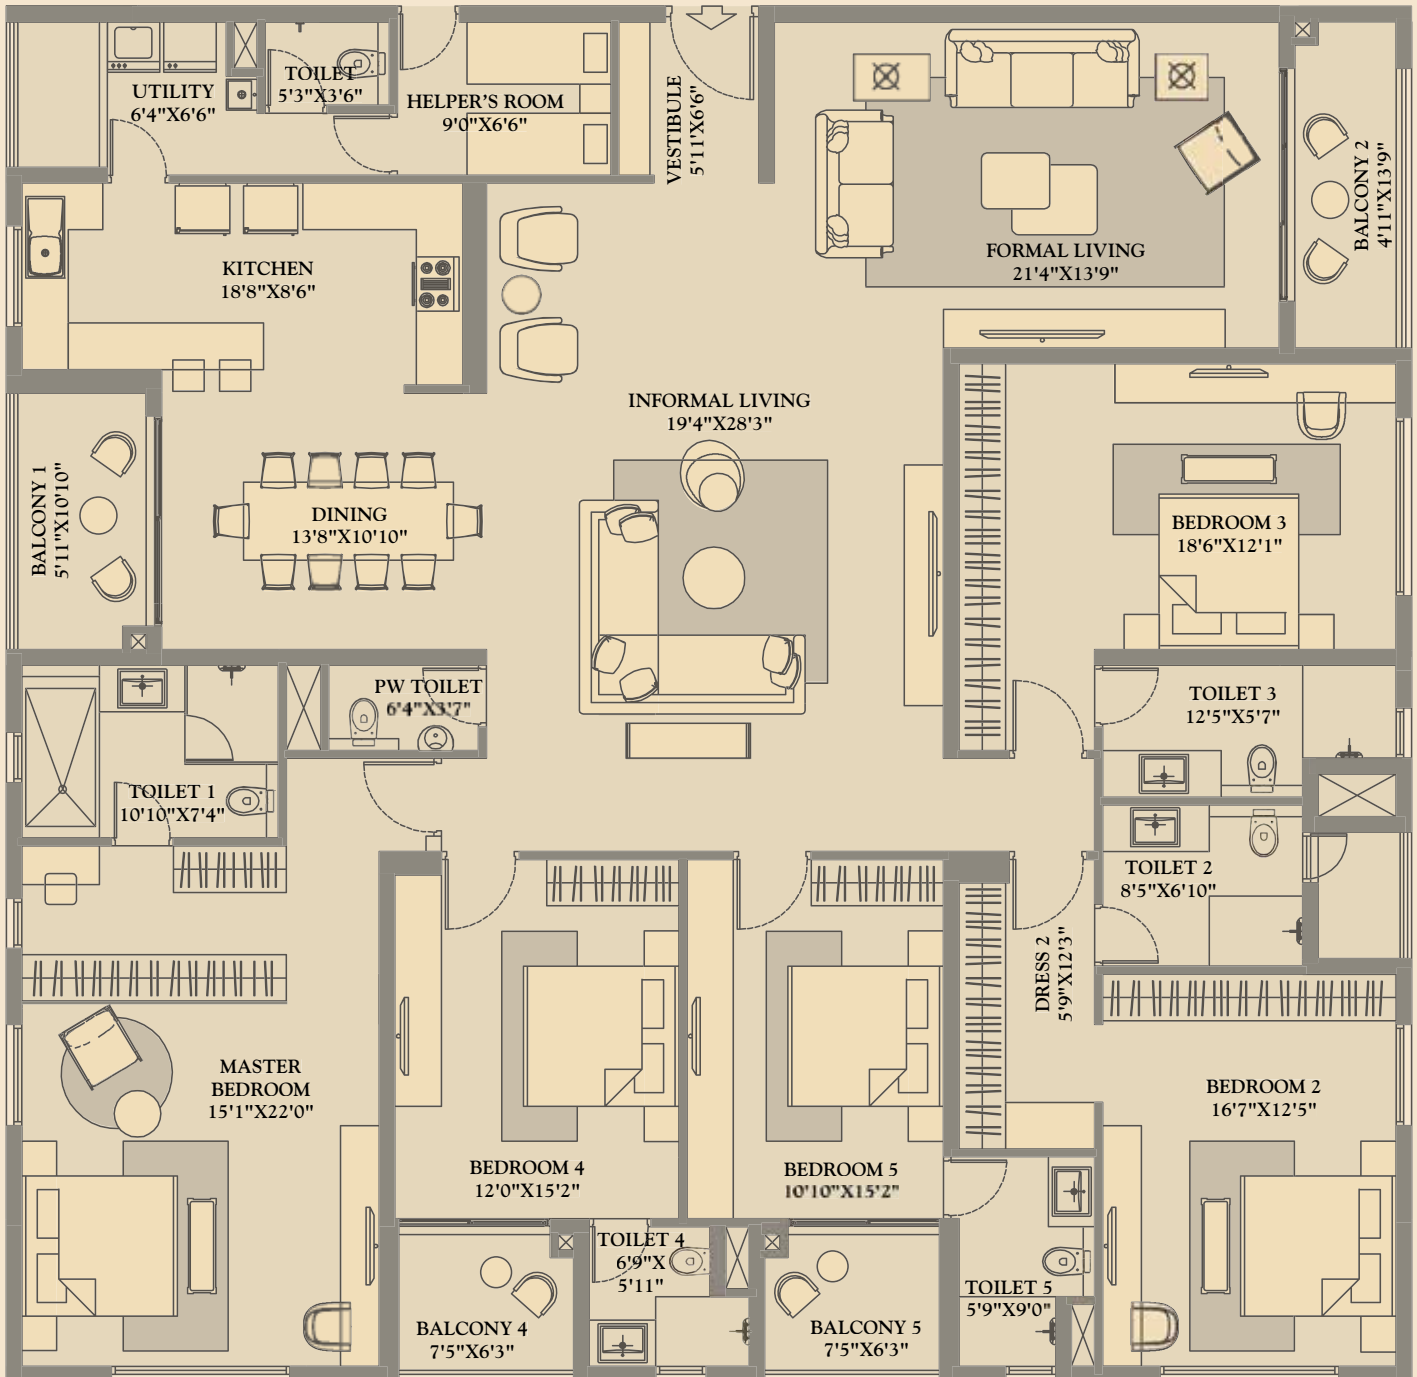 TOILET
5'3"X3'6"
UTILITY
6'4"X6'6"
HELPER'S ROOM
9'0"X6'6"
VESTIBULE
5'11'X6'6"
FORMAL LIVING
21'4"X13'9"
BALCONY 2
4'11"X13'9"
KITCHEN
18'8"X8'6"
INFORMAL LIVING
19'4"X28'3"
BALCONY 1
5'11"X10'10"
DINING
13'8"X10'10"
BEDROOM 3
18'6"X12'1"
PW TOILET
6'4"X3'7"
TOILET 3
12'5"X5'7"
TOILET 1
10'10"X7'4"
TOILET 2
8'5"X6'10"
DRESS 2
5'9"X12'3"
MASTER
BEDROOM
15'1"X22'0"
BEDROOM 2
16'7"X12'5"
BEDROOM 4
12'0"X15'2"
BEDROOM 5
10'10"X15'2"
TOILET 4
6'9"X
5'11"
TOILET 5
5'9"X9'0"
BALCONY 4
7'5"X6'3"
BALCONY 5
7'5"X6'3"